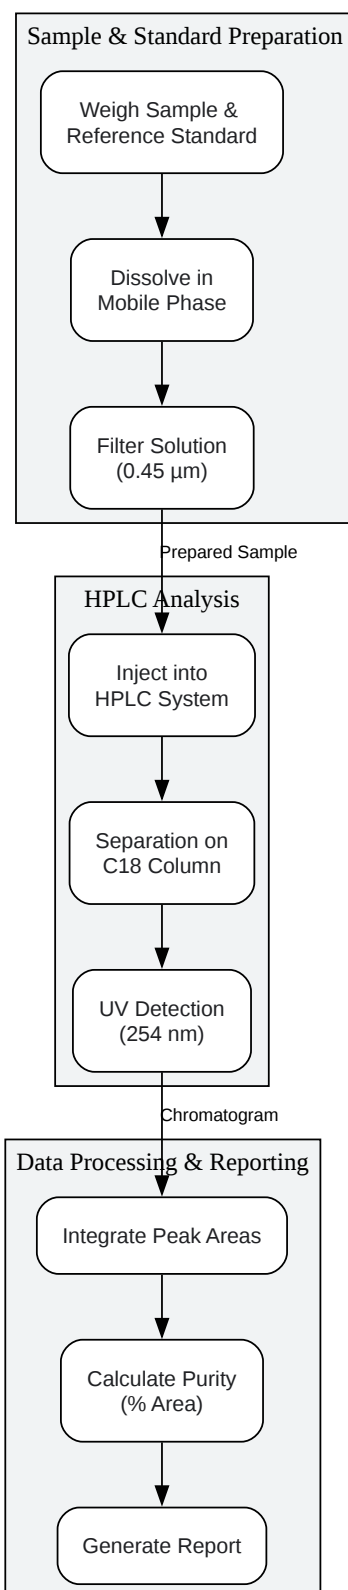 Sample & Standard Preparation
Weigh Sample &
Reference Standard
Dissolve in
Mobile Phase
Filter Solution
(0.45 µm)
Prepared Sample
HPLC Analysis
Inject into
HPLC System
Separation on
C18 Column
UV Detection
(254 nm)
Chromatogram
Data Processing & Reporting
Integrate Peak Areas
Calculate Purity
(% Area)
Generate Report